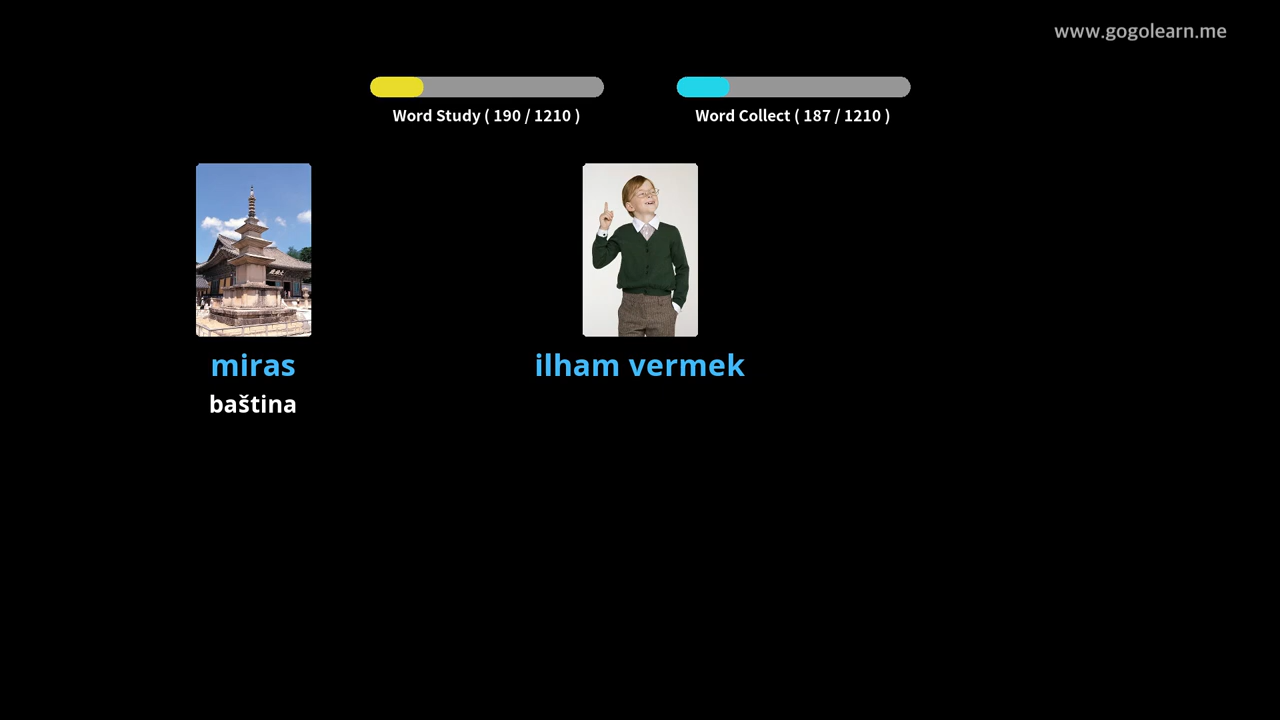 www.gogolearn.me
Word Study ( 190 / 1210 )
Word Collect ( 187 / 1210 )
miras
ilham vermek
baština